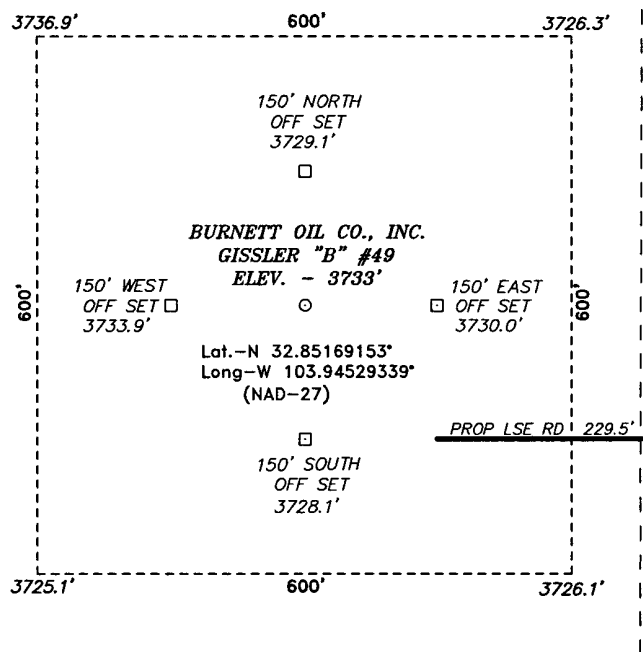 3736.9' 600' 3726.3'
150' NORTH
OFF SET
3729.1'
BURNETT OIL CO., INC.
GISSLER "B" #49
ELEV. - 3733'
150' WEST
OFF SET
3733.9'
150' EAST
OFF SET
3730.0'
600'
600'
Lat.-N 32.85169153°
Long-W 103.94529339°
(NAD-27)
PROP LSE RD 229.5'
150' SOUTH
OFF SET
3728.1'
3725.1' 600' 3726.1'